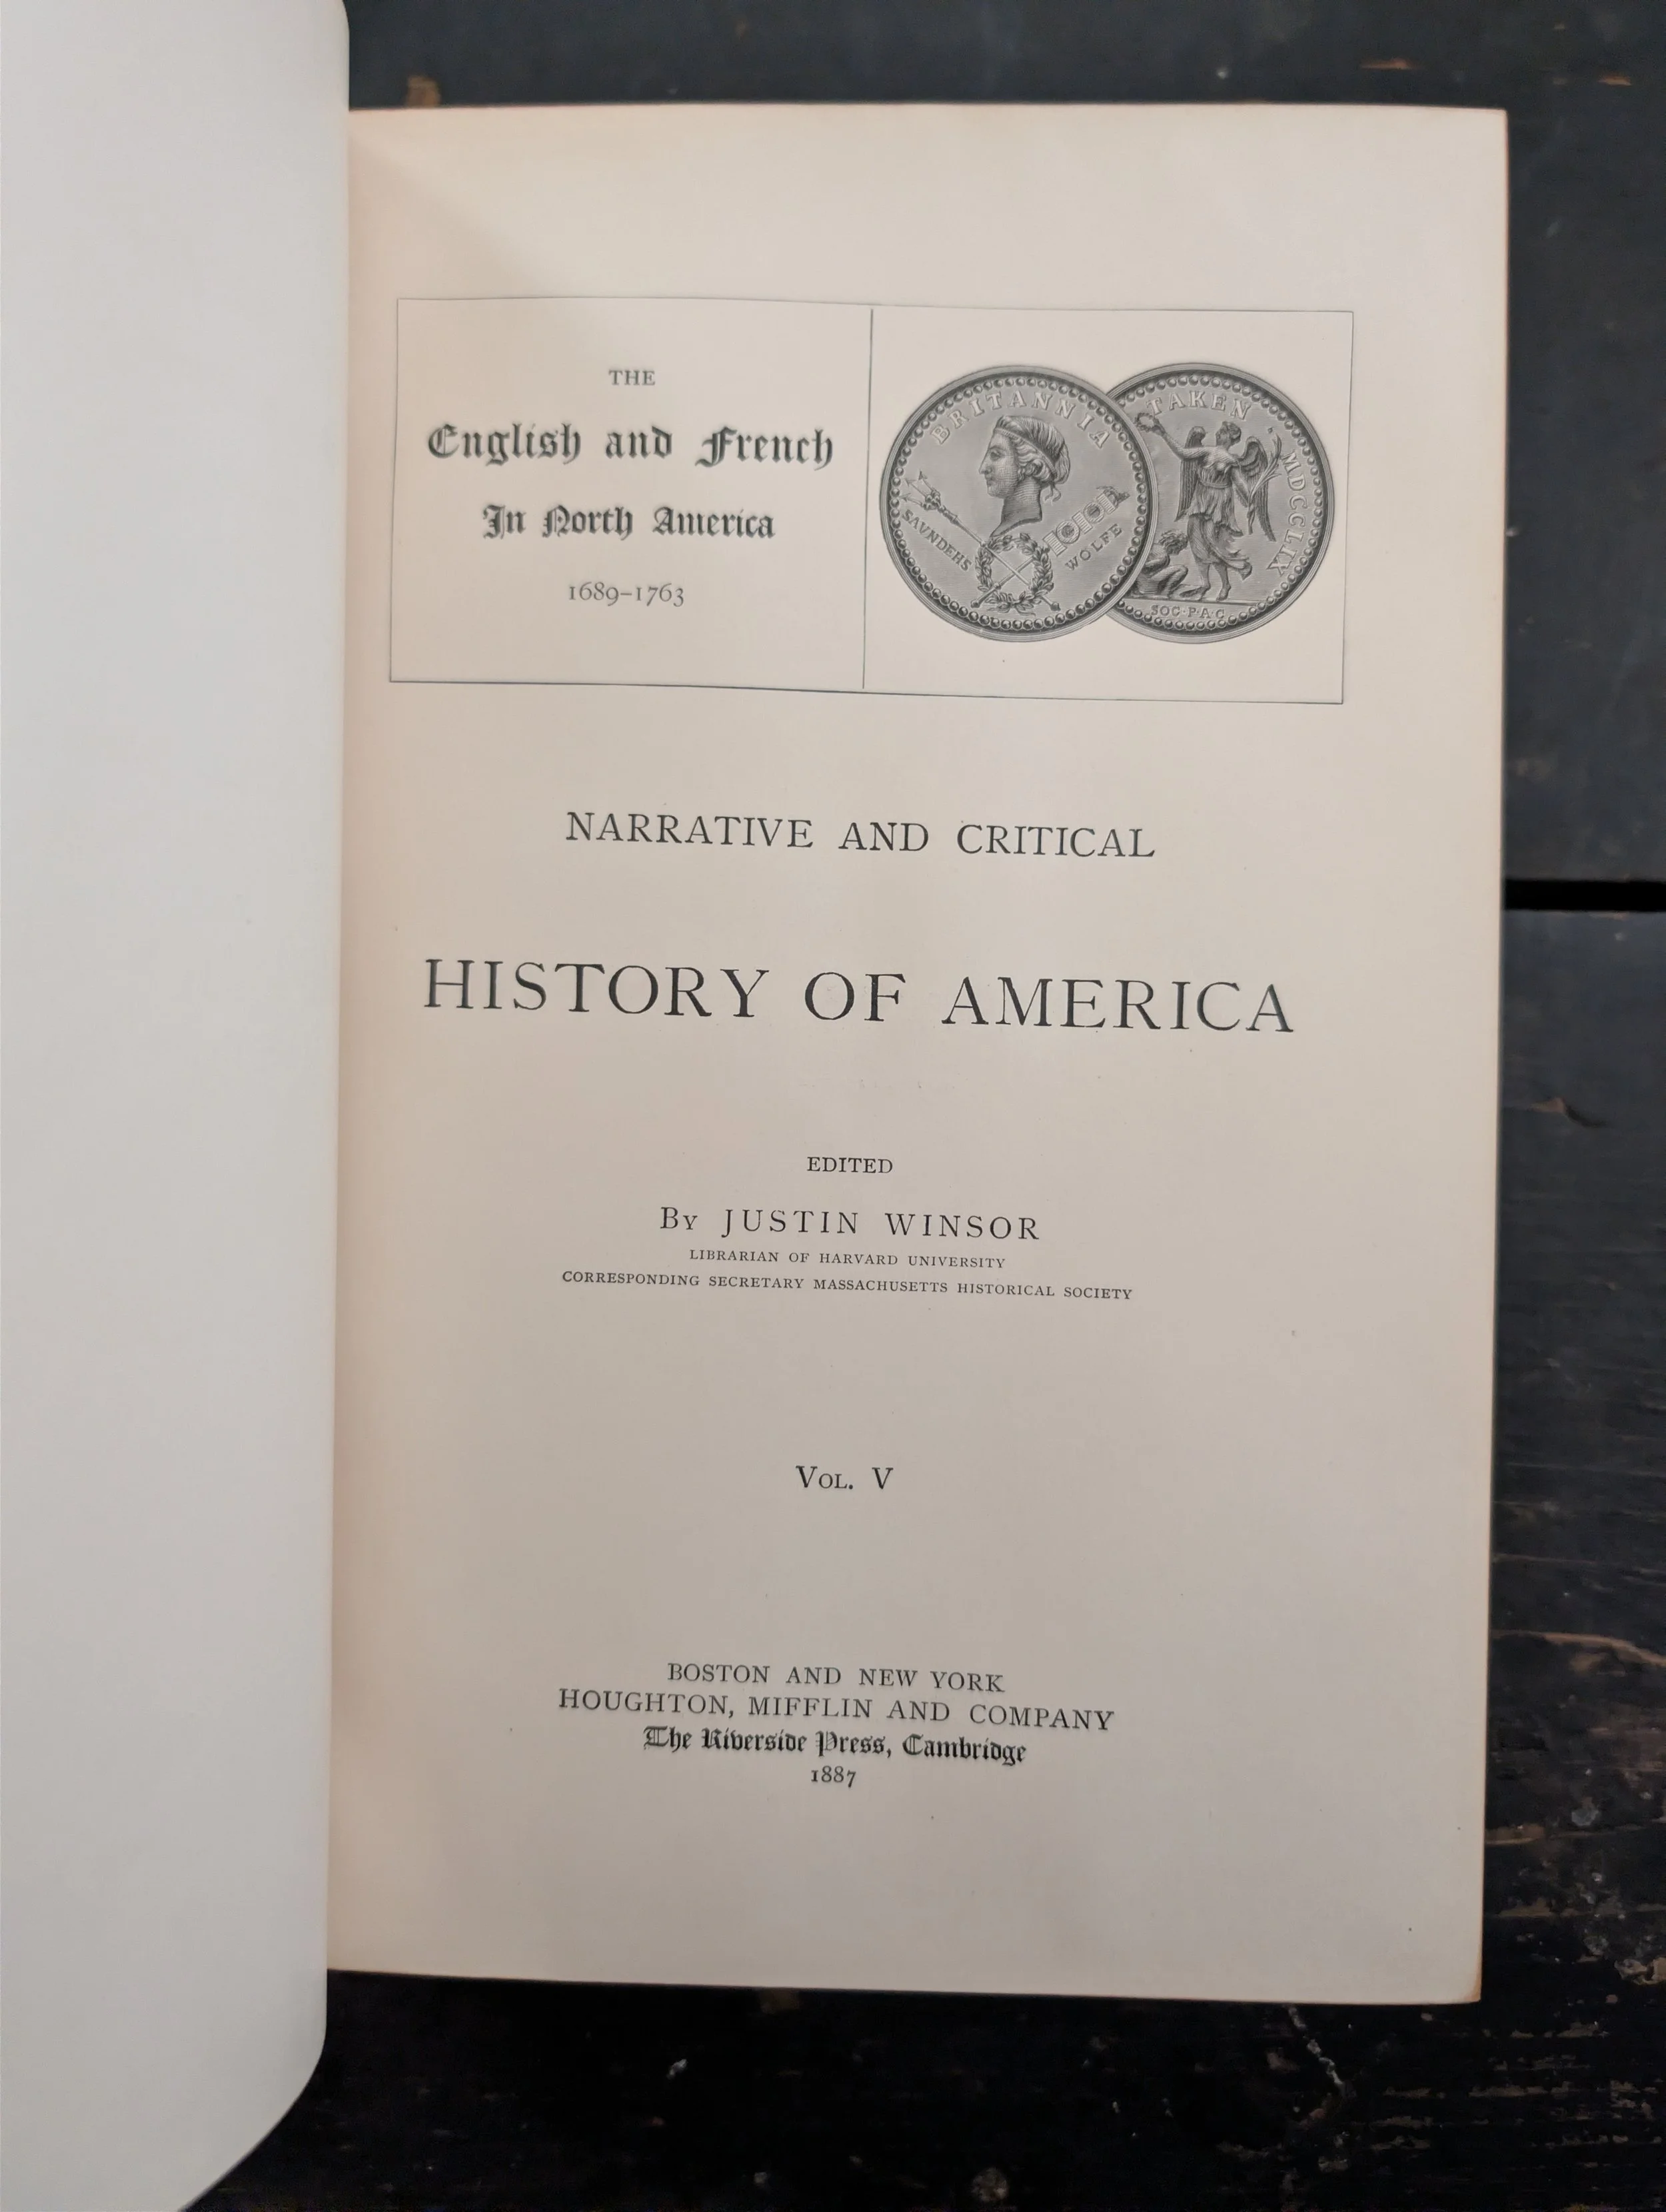 THE
English and French
In North America
1689–1763
BRITANNIA
SAVNDERS
WOLFE
TAKEN
MDCCLIX
SOC·P·A·C
NARRATIVE AND CRITICAL
HISTORY OF AMERICA
EDITED
By JUSTIN WINSOR
LIBRARIAN OF HARVARD UNIVERSITY
CORRESPONDING SECRETARY MASSACHUSETTS HISTORICAL SOCIETY
Vol. V
BOSTON AND NEW YORK
HOUGHTON, MIFFLIN AND COMPANY
The Riverside Press, Cambridge
1887